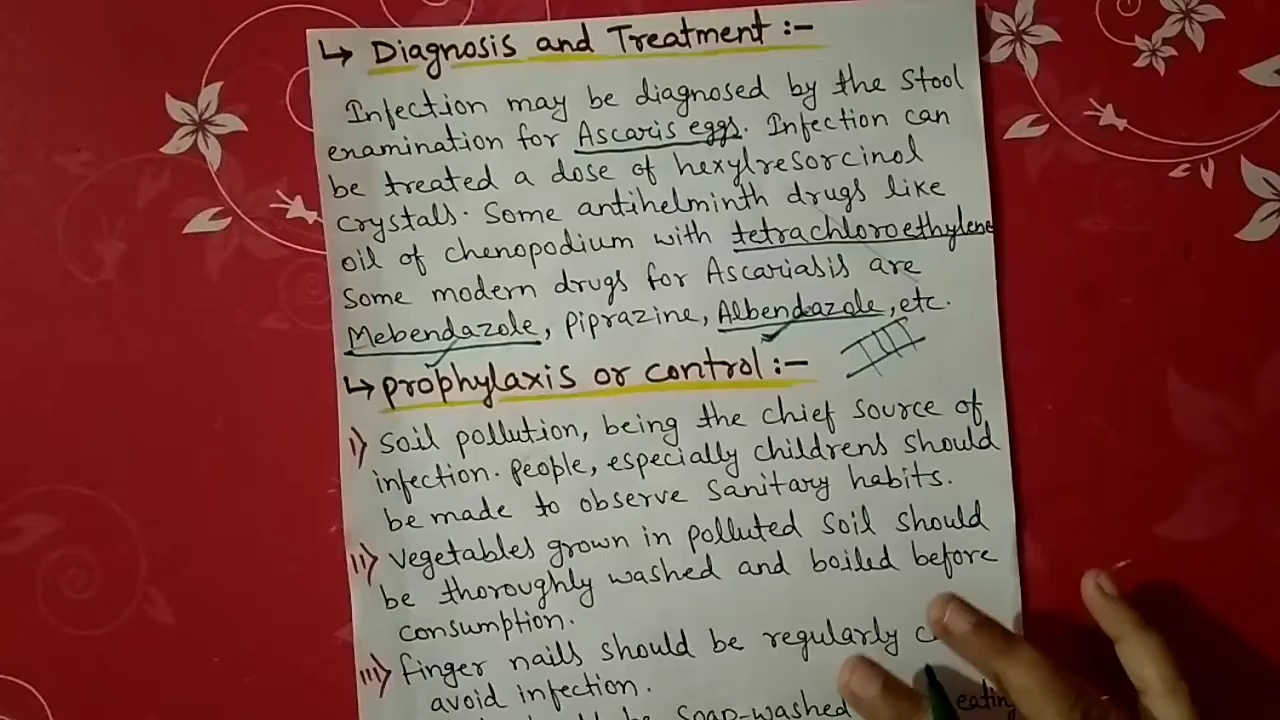 ↳ Diagnosis and Treatment :-
Infection may be diagnosed by the stool
examination for Ascaris eggs. Infection can
be treated a dose of hexylresorcinol
crystals. Some antihelminth drugs like
oil of chenopodium with tetrachloroethylene
Some modern drugs for Ascariasis are
Mebendazole, piprazine, Albendazole, etc.
↳ prophylaxis or control :-
i) soil pollution, being the chief source of
infection. people, especially childrens should
be made to observe sanitary habits.
ii) vegetables grown in polluted soil should
be thoroughly washed and boiled before
consumption.
iii) finger nails should be regularly
avoid infection.
soap-washed eating